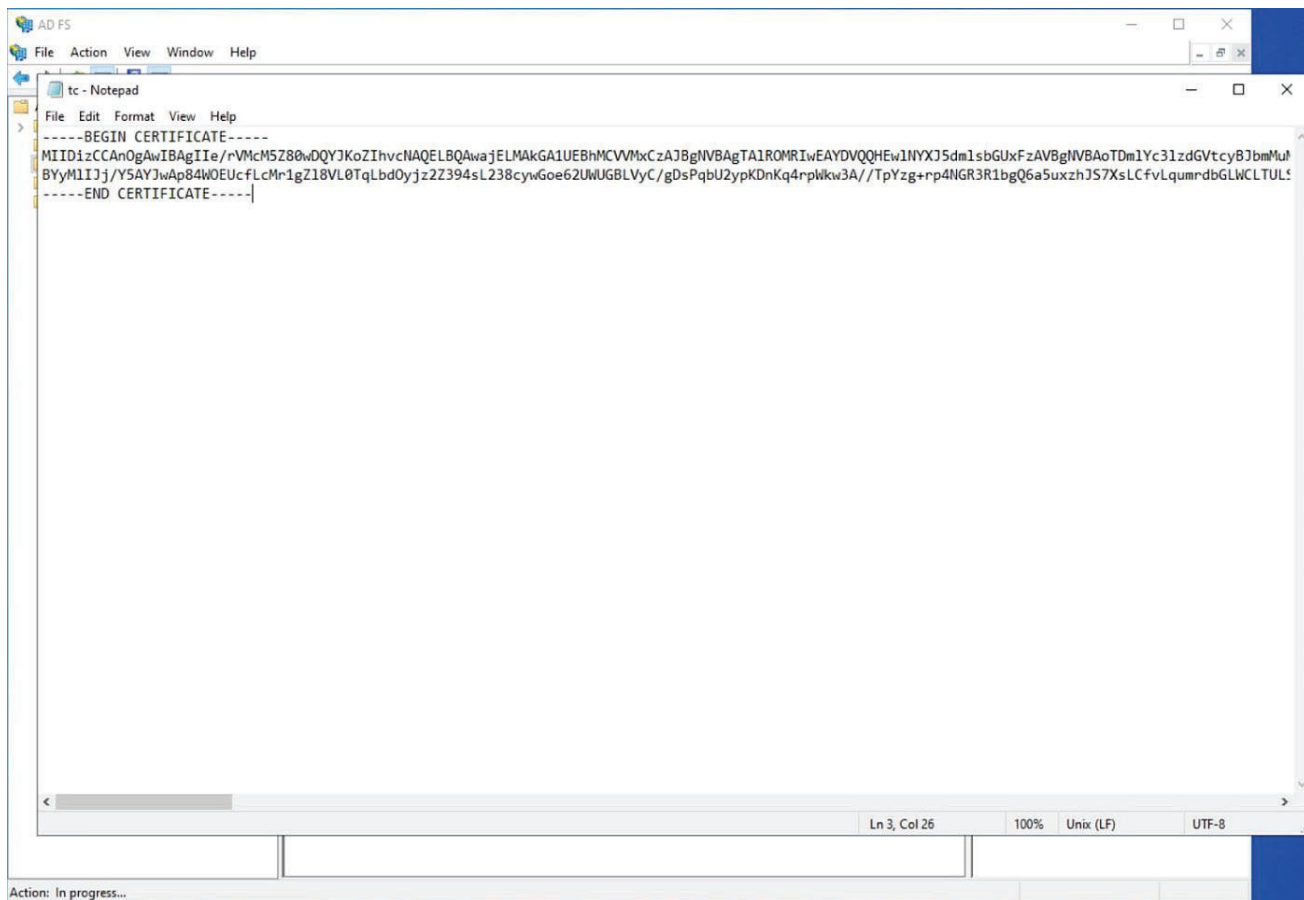 AD FS
File Action View Window Help
tc - Notepad
File Edit Format View Help
-----BEGIN CERTIFICATE-----
MIIDizCCAnOgAwIBAgIIe/rVMcM5Z80wDQYJKoZIhvcNAQELBQAwajELMAkGA1UEBhMCVVMxCzAJBgNVBAgTAlROMRIwEAYDVQQHEwlNYXJ5dmlsbGUxFzAVBgNVBAoTDmlYc3lzdGVtcyBJbmMuM
BYyMlIJj/Y5AYJwAp84WOEUcfLcMr1gZl8VL0TqLbdOyjz2Z394sL238cywGoe62UWUGBLVyC/gDsPqbU2ypKDnKq4rpWkw3A//TpYzg+rp4NGR3R1bgQ6a5uxzhJS7XsLCfvLqumrdbGLWCLTUL
-----END CERTIFICATE-----
Ln 3, Col 26
100%
Unix (LF)
UTF-8
Action: In progress...